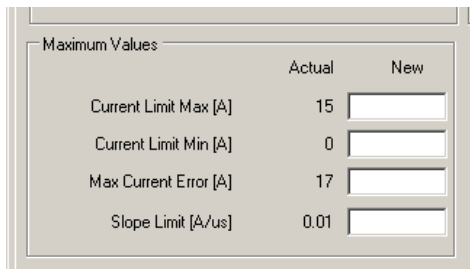 Maximum Values
Actual New
Current Limit Max [A] 15
Current Limit Min [A] 0
Max Current Error [A] 17
Slope Limit [A/us] 0.01